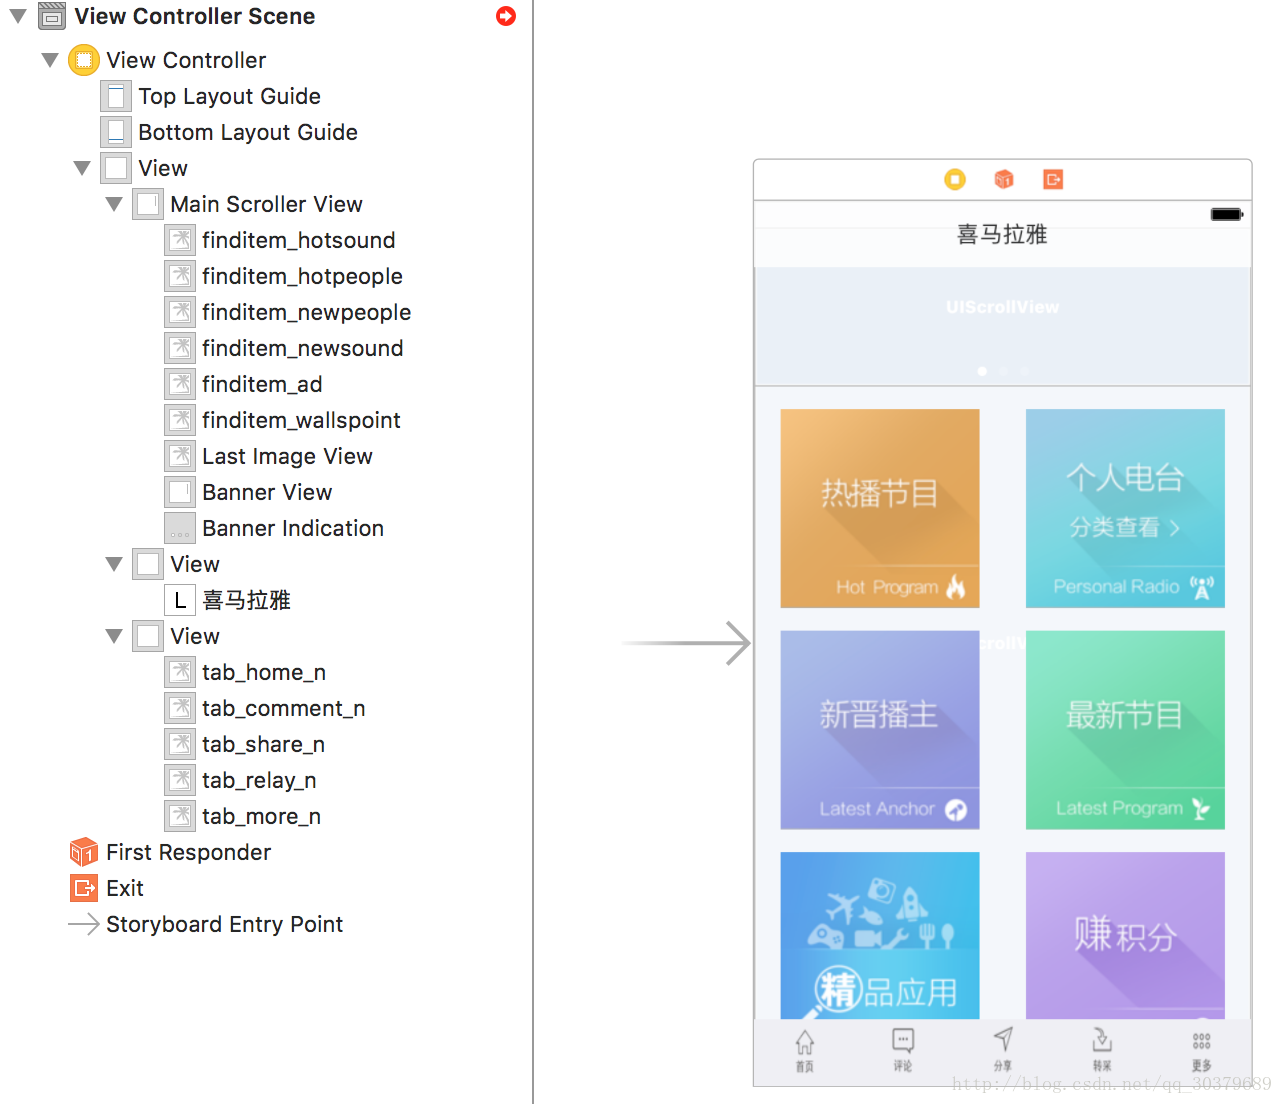 View Controller Scene
View Controller
Top Layout Guide
Bottom Layout Guide
View
Main Scroller View
finditem_hotsound
finditem_hotpeople
finditem_newpeople
finditem_newsound
finditem_ad
finditem_wallspoint
Last Image View
Banner View
Banner Indication
View
L 喜马拉雅
View
tab_home_n
tab_comment_n
tab_share_n
tab_relay_n
tab_more_n
First Responder
Exit
Storyboard Entry Point
喜马拉雅
UIScrollView
热播节目
Hot Program
个人电台
分类查看 >
Personal Radio
新晋播主
Latest Anchor
crollV
最新节目
Latest Program
精品应用
赚积分
首页
评论
分享
转采
更多
http://blog.csdn.net/qq_30379689